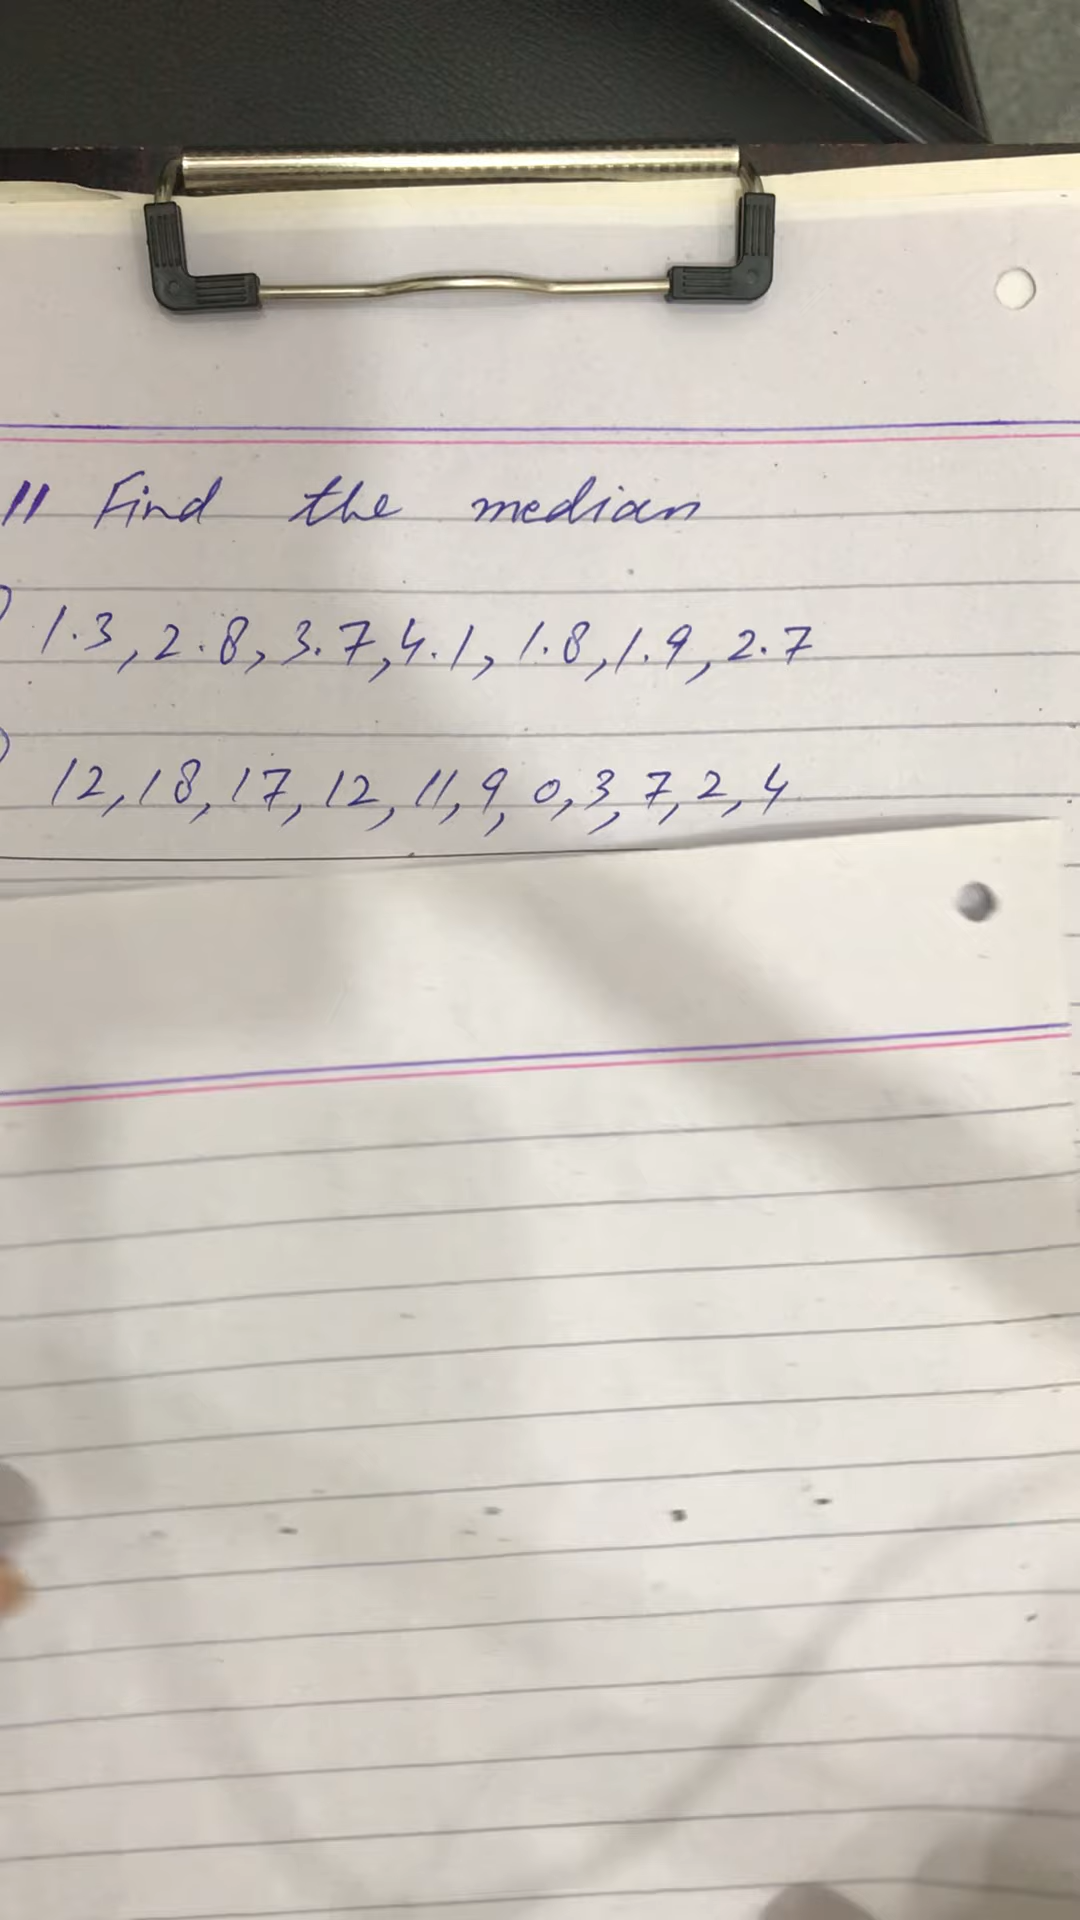 11 Find the median
) 1.3, 2.8, 3.7, 4.1, 1.8, 1.9, 2.7
) 12, 18, 17, 12, 11, 9, 0, 3, 7, 2, 4